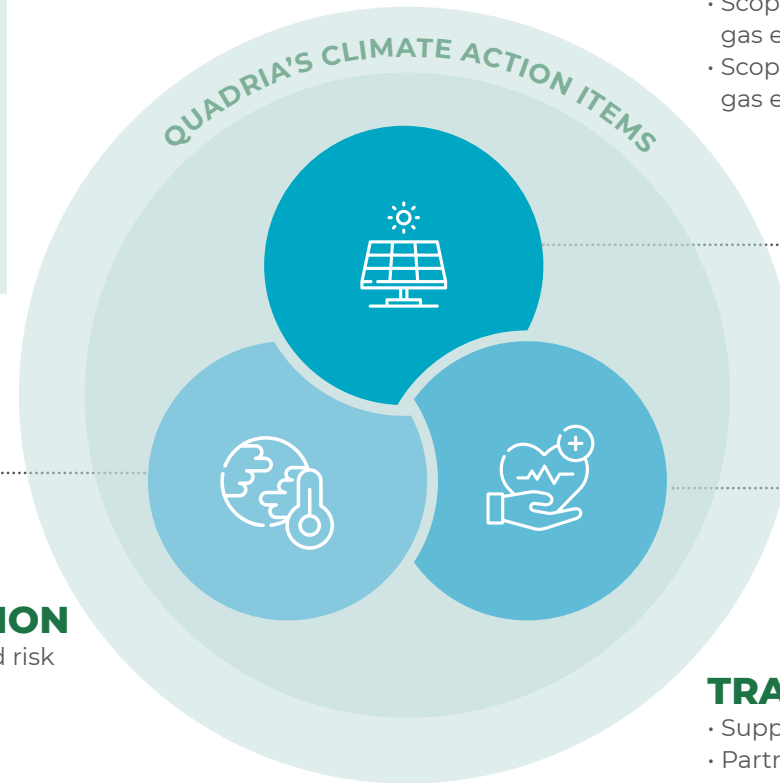 • Scop
gas e
• Scop
gas e
QUADRIA'S CLIMATE ACTION ITEMS
ION
d risk
TRA
• Supp
• Partn